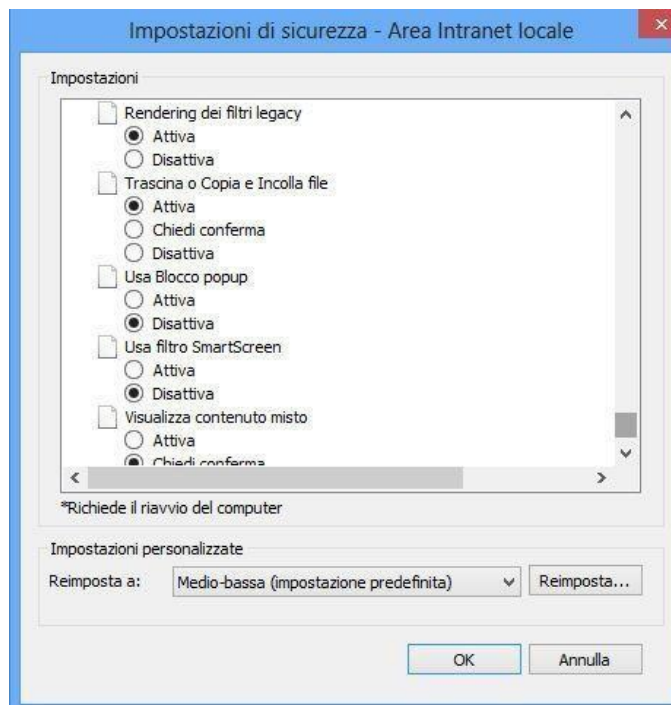 Impostazioni di sicurezza - Area Intranet locale
Impostazioni
Rendering dei filtri legacy
Attiva
Disattiva
Trascina o Copia e Incolla file
Attiva
Chiedi conferma
Disattiva
Usa Blocco popup
Attiva
Disattiva
Usa filtro SmartScreen
Attiva
Disattiva
Visualizza contenuto misto
Attiva
Chiedi conferma
*Richiede il riavvio del computer
Impostazioni personalizzate
Reimposta a: Medio-bassa (impostazione predefinita) Reimposta...
OK Annulla